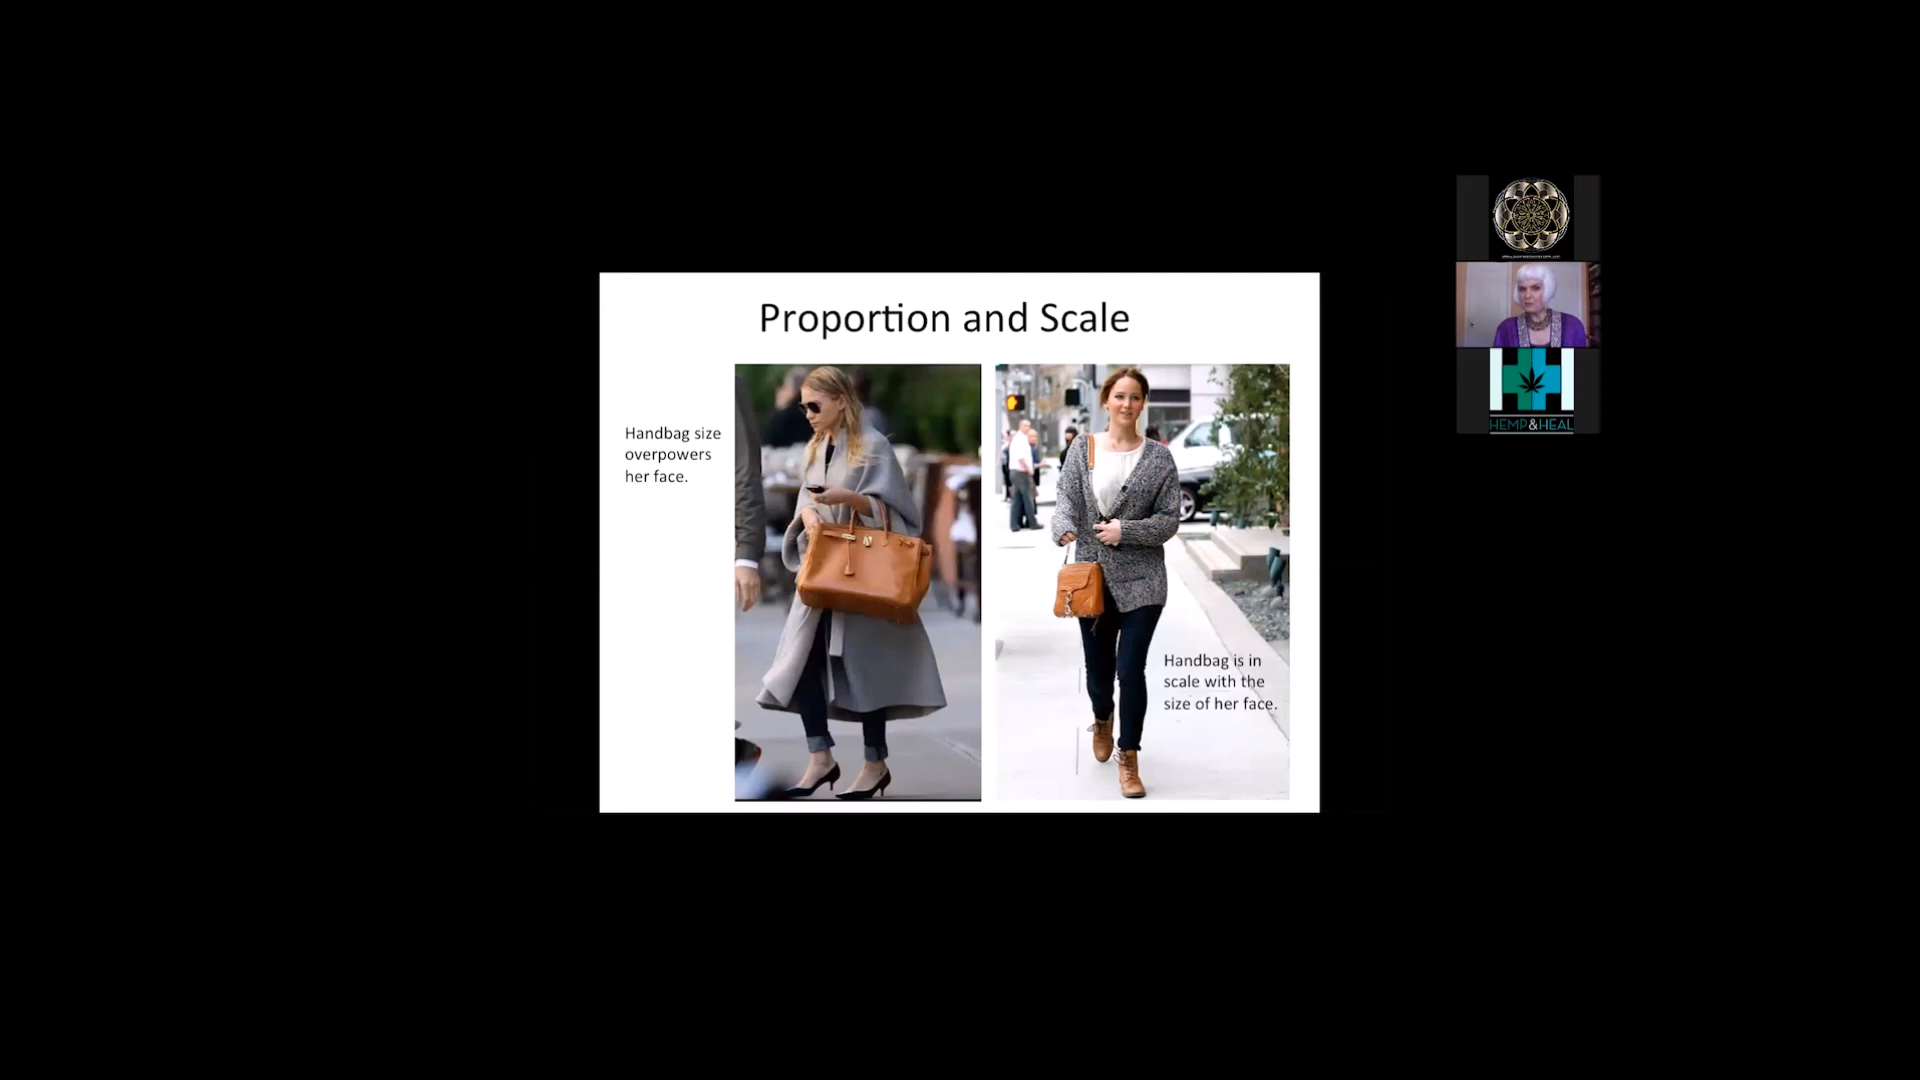 Proportion and Scale
Handbag size
overpowers
her face.
Handbag is in
scale with the
size of her face.
HEMP&HEAL